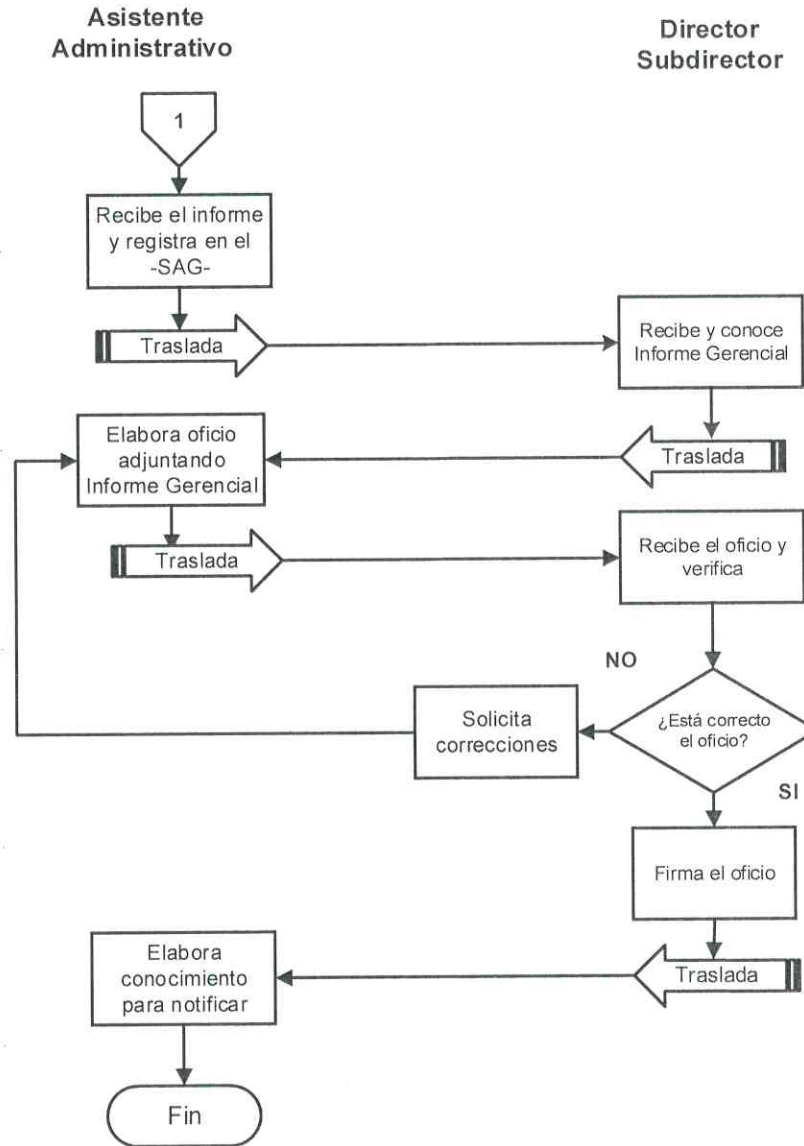 Asistente
Administrativo
Director
Subdirector
1
Recibe el informe
y registra en el
-SAG-
Traslada
Recibe y conoce
Informe Gerencial
Traslada
Elabora oficio
adjuntando
Informe Gerencial
Traslada
Recibe el oficio y
verifica
NO
¿Está correcto
el oficio?
Solicita
correcciones
SI
Firma el oficio
Traslada
Elabora
conocimiento
para notificar
Fin